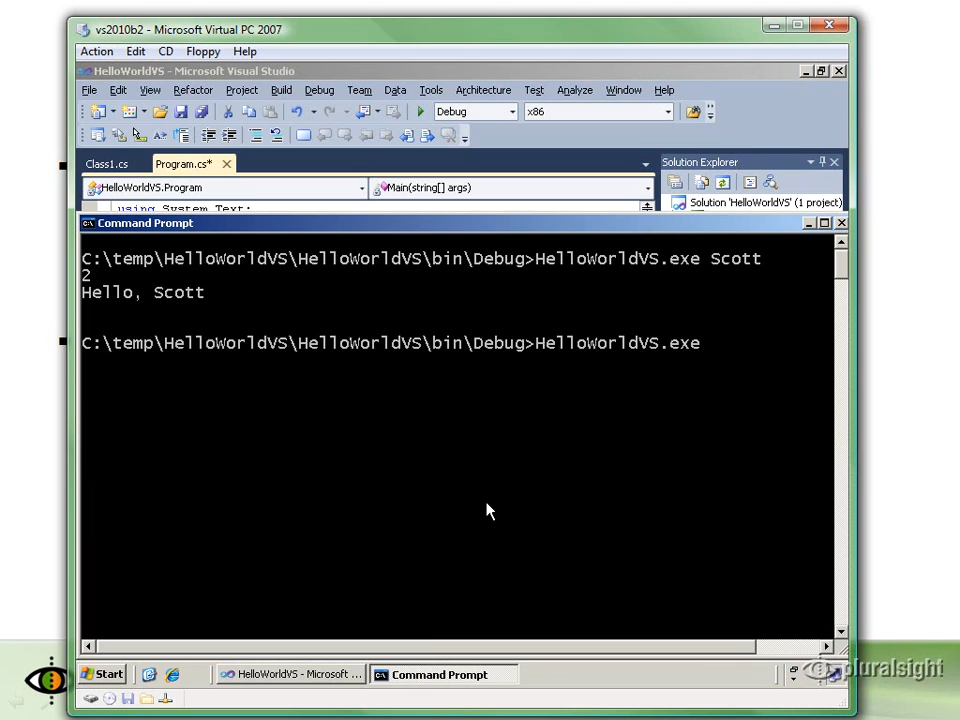 vs2010b2 - Microsoft Virtual PC 2007
Action Edit CD Floppy Help
HelloWorldVS - Microsoft Visual Studio
File Edit View Refactor Project Build Debug Team Data Tools Architecture Test Analyze Window Help
Debug x86
Class1.cs Program.cs* Solution Explorer
HelloWorldVS.Program Main(string[] args)
using System.Text; Solution 'HelloWorldVS' (1 project)
Command Prompt
C:\temp\HelloWorldVS\HelloWorldVS\bin\Debug>HelloWorldVS.exe Scott
2
Hello, Scott
C:\temp\HelloWorldVS\HelloWorldVS\bin\Debug>HelloWorldVS.exe
Start HelloWorldVS - Microsoft ... Command Prompt
pluralsight